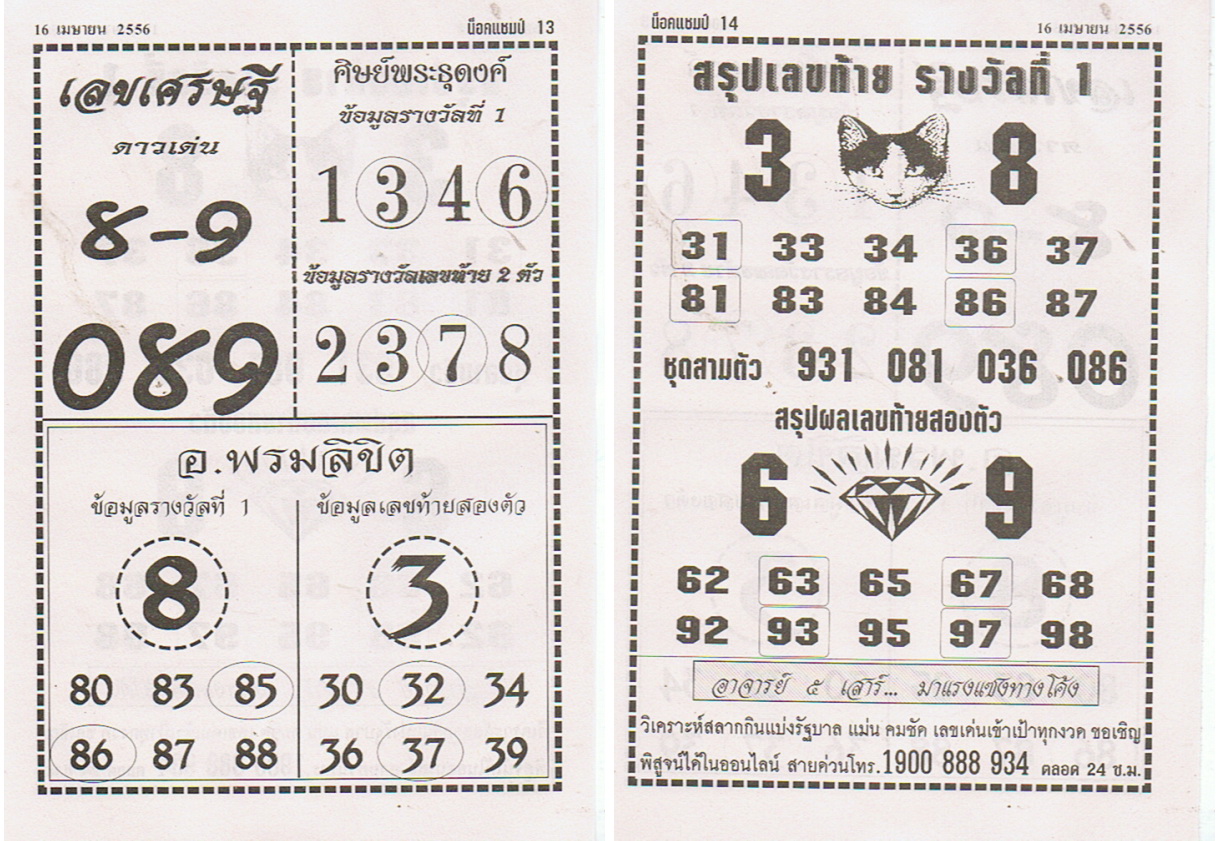 16 เมษายน 2556
น็อคแชมป์ 13
เลขเศรษฐี
ดาวเด่น
8-9
089
ศิษย์พระธุดงค์
ข้อมูลรางวัลที่ 1
1 3 4 6
ข้อมูลรางวัลเลขท้าย 2 ตัว
2 3 7 8
อ.พรมลิขิต
ข้อมูลรางวัลที่ 1
8
80 83 85
86 87 88
ข้อมูลเลขท้ายสองตัว
3
30 32 34
36 37 39
น็อคแชมป์ 14
16 เมษายน 2556
สรุปเลขท้าย รางวัลที่ 1
3 8
31 33 34 36 37
81 83 84 86 87
ชุดสามตัว 931 081 036 086
สรุปผลเลขท้ายสองตัว
6 9
62 63 65 67 68
92 93 95 97 98
อาจารย์ ๕ เสาร์... มาแรงแซงทางโค้ง
วิเคราะห์สลากกินแบ่งรัฐบาล แม่น คมชัด เลขเด่นเข้าเป้าทุกงวด ขอเชิญ
พิสูจน์ได้ในออนไลน์ สายด่วนโทร.1900 888 934 ตลอด 24 ช.ม.